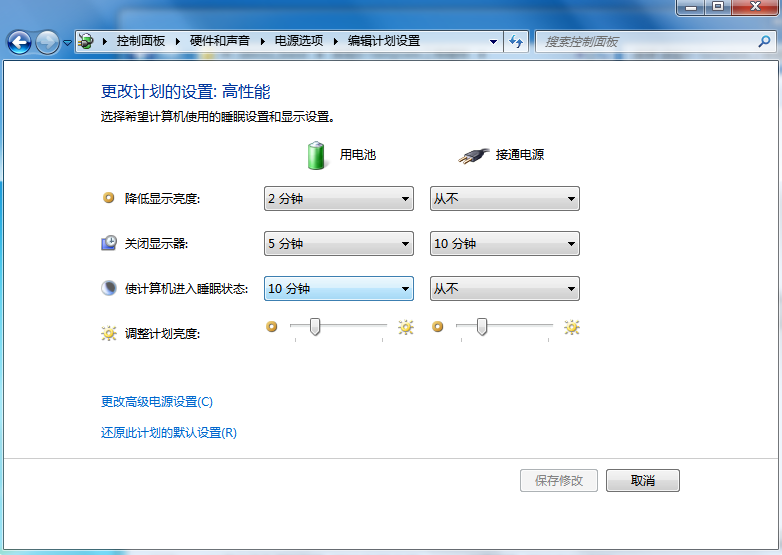 控制面板 硬件和声音 电源选项 编辑计划设置 搜索控制面板
更改计划的设置: 高性能
选择希望计算机使用的睡眠设置和显示设置。
用电池 接通电源
降低显示亮度: 2 分钟 从不
关闭显示器: 5 分钟 10 分钟
使计算机进入睡眠状态: 10 分钟 从不
调整计划亮度:
更改高级电源设置(C)
还原此计划的默认设置(R)
保存修改 取消